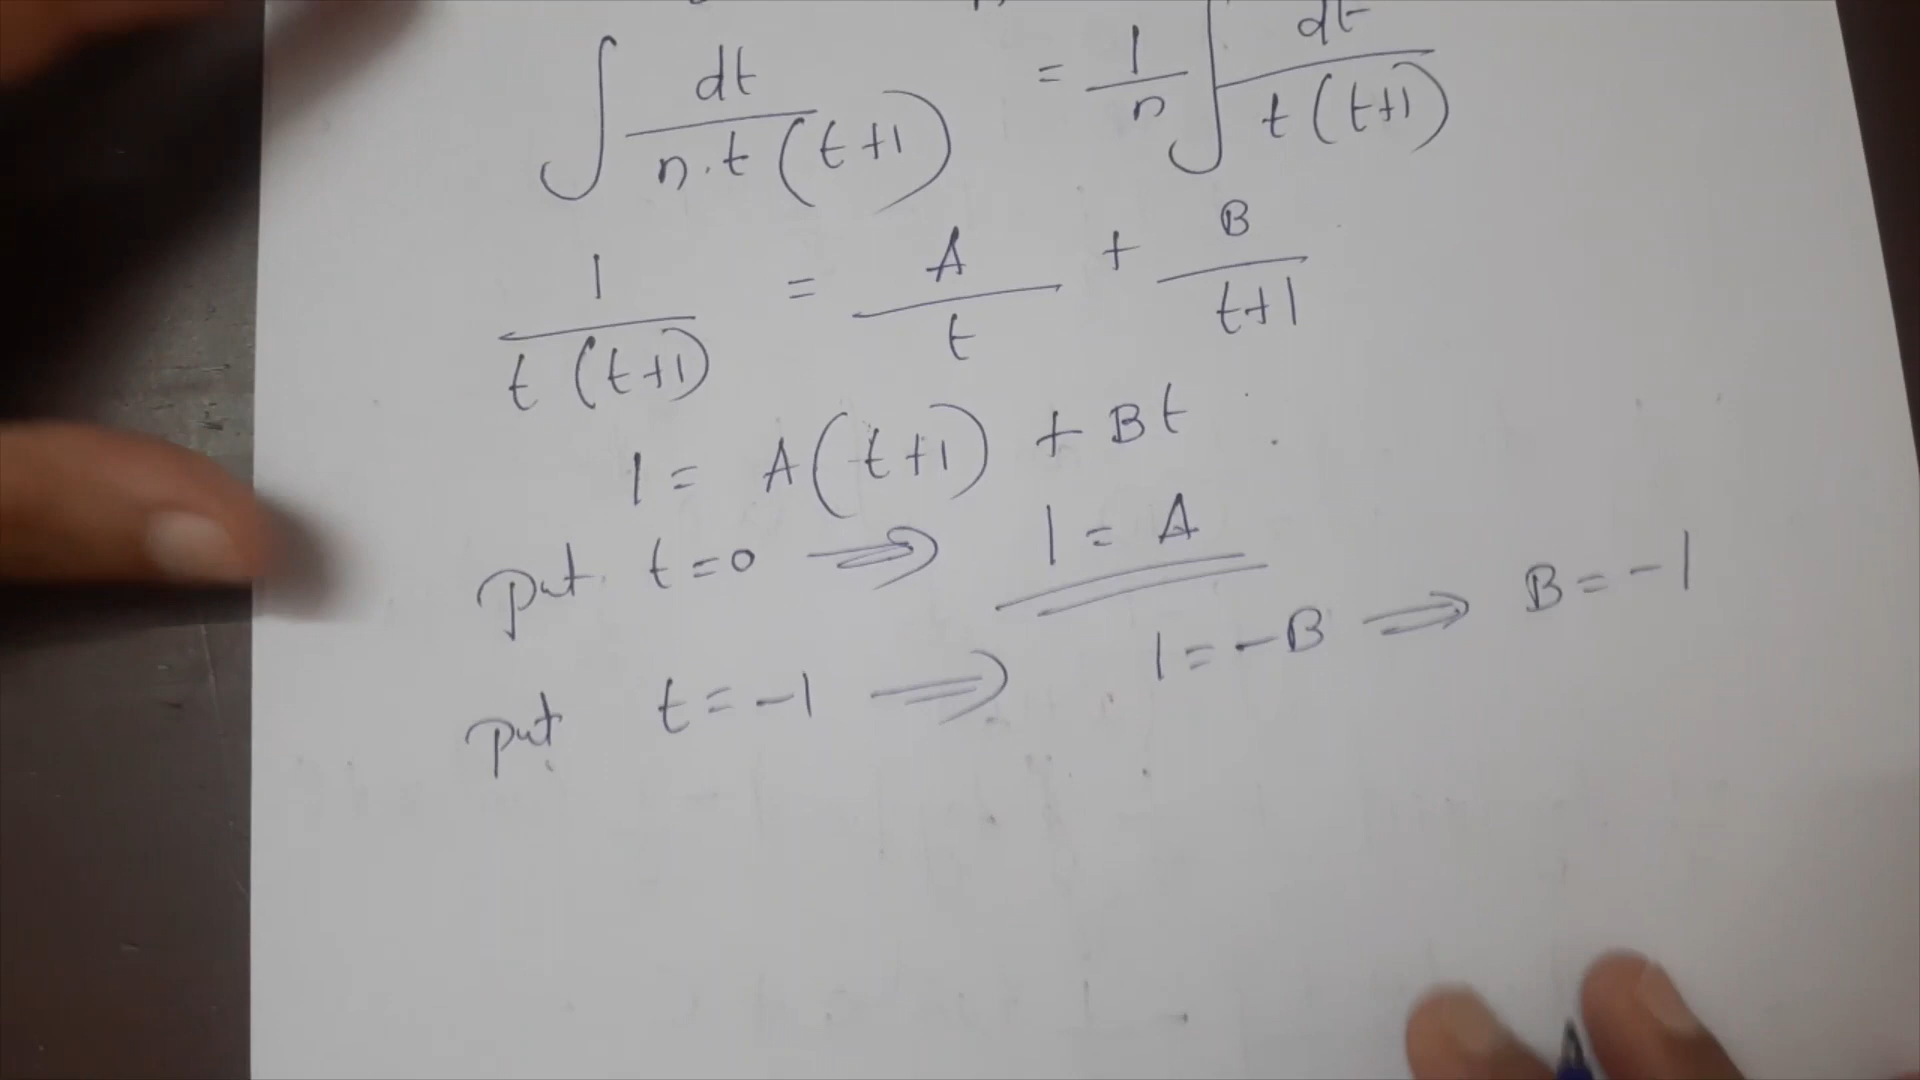 ∫ dt / n.t (t+1) = 1/n ∫ dt / t (t+1)
1 / t (t+1) = A / t + B / t+1
1 = A (t+1) + Bt
put t=0 ⟹ 1 = A
put t = -1 ⟹ 1 = -B ⟹ B = -1